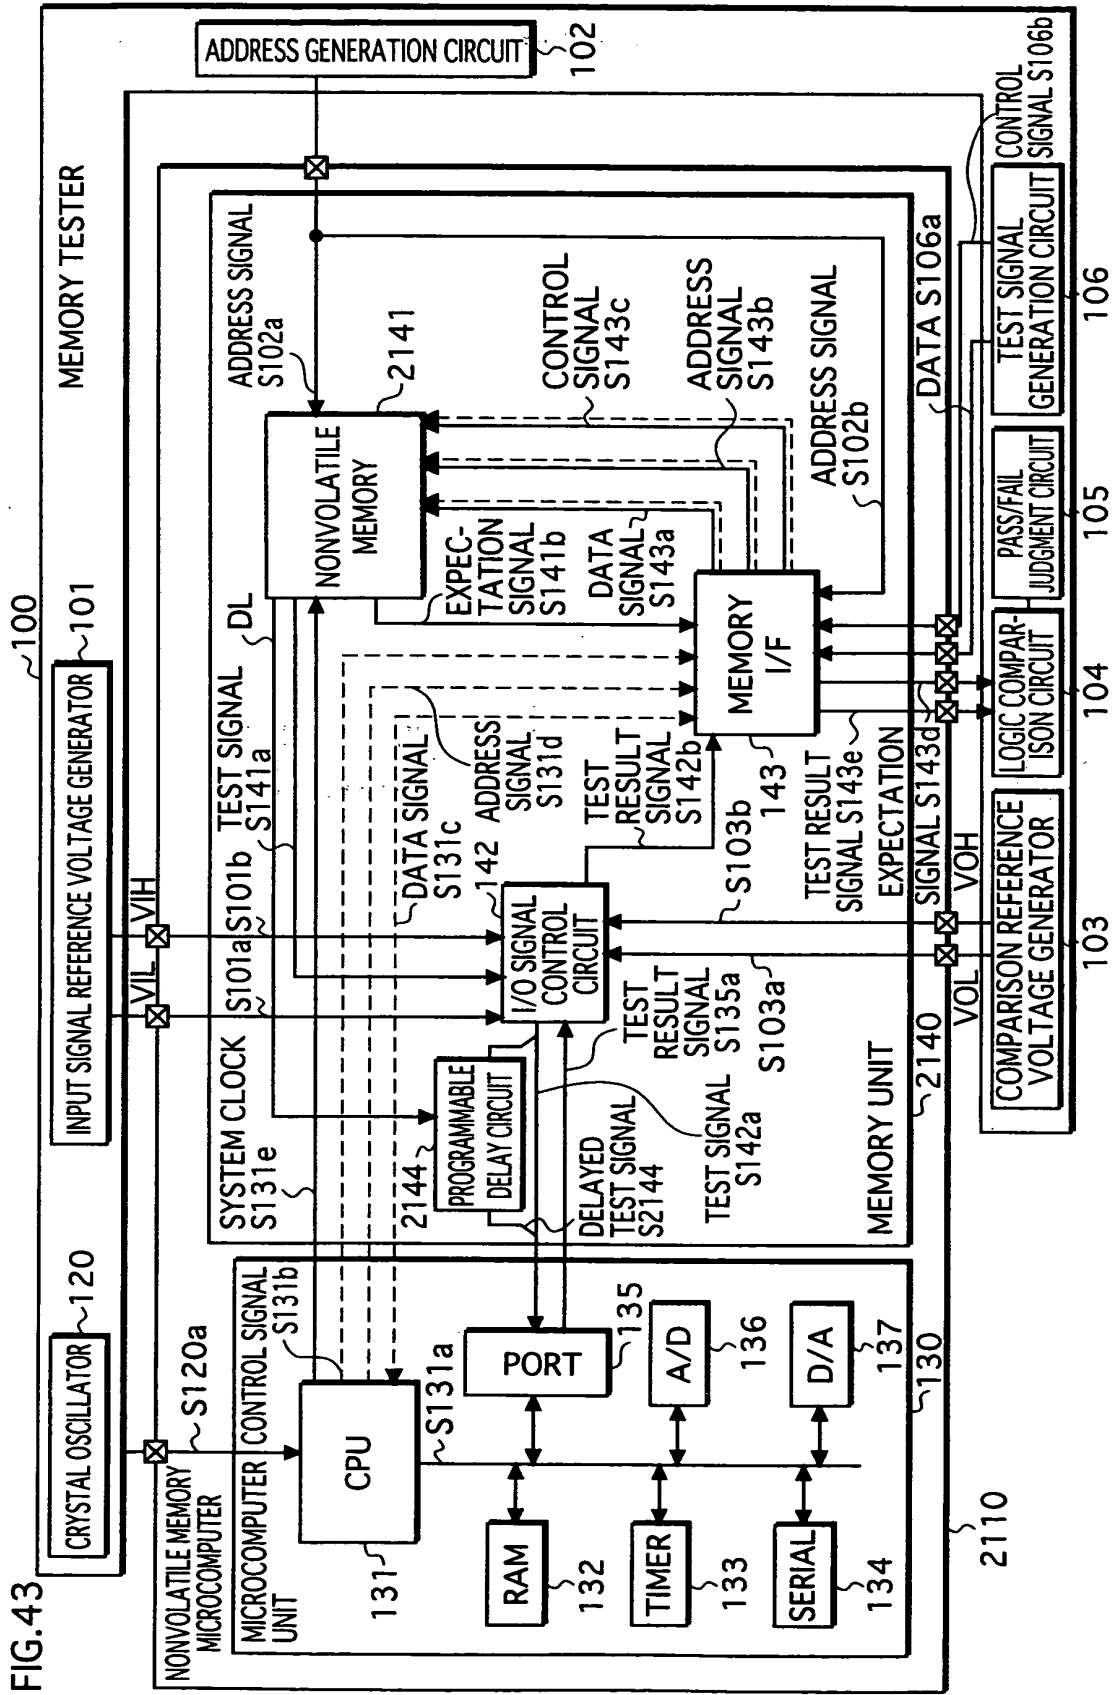 FIG.43
100
MEMORY TESTER
CRYSTAL OSCILLATOR
120
INPUT SIGNAL REFERENCE VOLTAGE GENERATOR
101
ADDRESS GENERATION CIRCUIT
102
NONVOLATILE MEMORY
MICROCOMPUTER
S120a
VIL
VIH
MICROCOMPUTER
UNIT
CONTROL SIGNAL
S131b
SYSTEM CLOCK
S131e
S101a
S101b
TEST SIGNAL
S141a
DL
ADDRESS SIGNAL
S102a
CPU
131
S131a
NONVOLATILE
MEMORY
2141
DATA SIGNAL
S131c
ADDRESS
SIGNAL
S131d
EXPEC-
TATION
SIGNAL
S141b
DATA
SIGNAL
S143a
CONTROL
SIGNAL
S143c
ADDRESS
SIGNAL
S143b
2144
PROGRAMMABLE
DELAY CIRCUIT
142
I/O SIGNAL
CONTROL
CIRCUIT
TEST
RESULT
SIGNAL
S142b
PORT
135
DELAYED
TEST SIGNAL
S2144
TEST
RESULT
SIGNAL
S135a
TEST SIGNAL
S142a
S103a
S103b
MEMORY
I/F
143
ADDRESS SIGNAL
S102b
RAM
132
A/D
136
TIMER
133
D/A
137
SERIAL
134
130
2110
MEMORY UNIT
2140
TEST RESULT
SIGNAL S143e
EXPECTATION
SIGNAL S143d
DATA S106a
VOL
VOH
COMPARISON REFERENCE
VOLTAGE GENERATOR
103
LOGIC COMPAR-
ISON CIRCUIT
104
PASS/FAIL
JUDGMENT CIRCUIT
105
TEST SIGNAL
GENERATION CIRCUIT
106
CONTROL
SIGNAL S106b